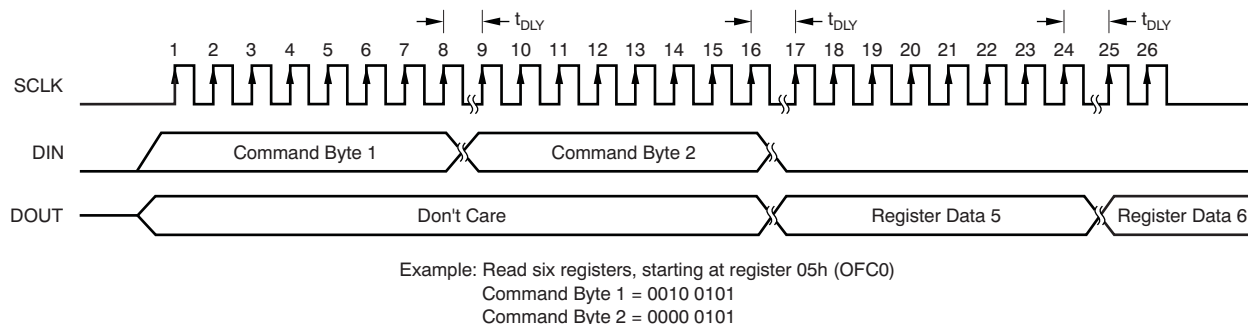 t_DLY t_DLY t_DLY
1 2 3 4 5 6 7 8 9 10 11 12 13 14 15 16 17 18 19 20 21 22 23 24 25 26
SCLK
DIN Command Byte 1 Command Byte 2
DOUT Don't Care Register Data 5 Register Data 6
Example: Read six registers, starting at register 05h (OFC0)
Command Byte 1 = 0010 0101
Command Byte 2 = 0000 0101